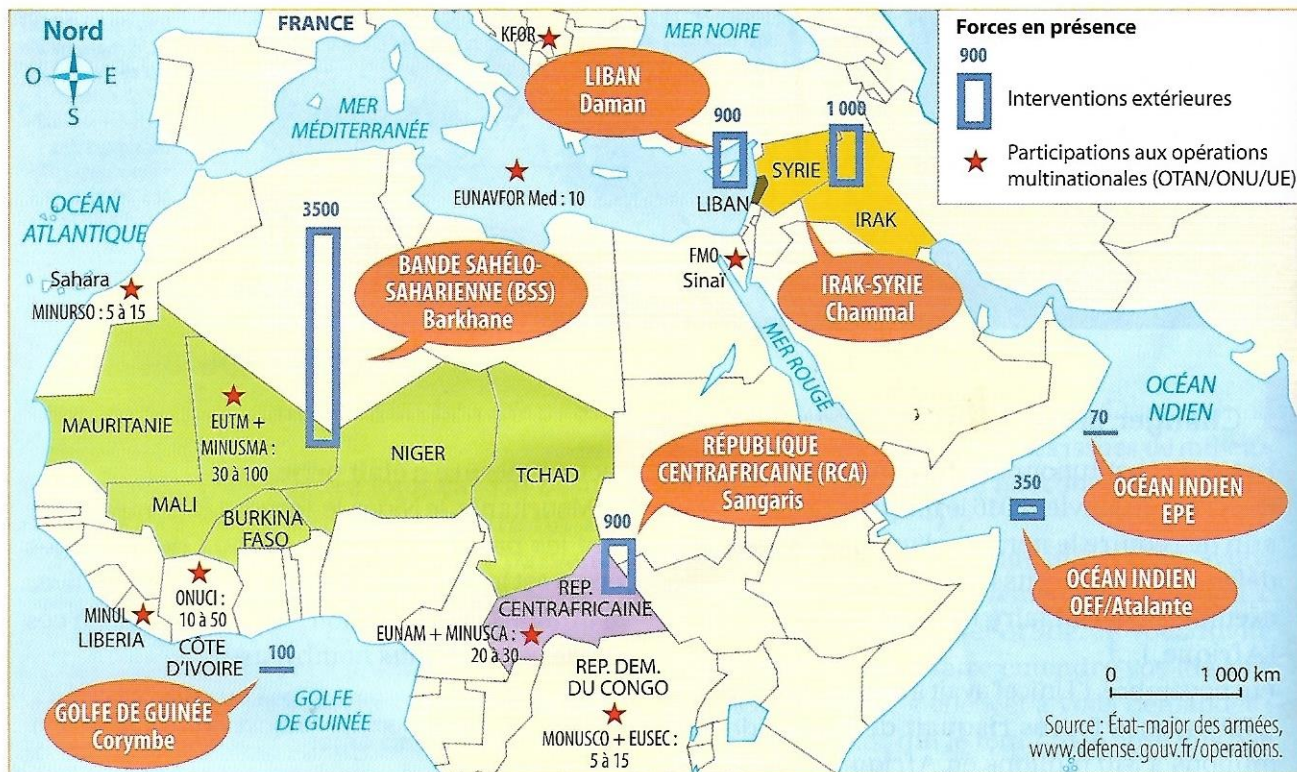 Nord
O
E
S
FRANCE
KFOR
MER NOIRE
MER
MÉDITERRANÉE
OCÉAN
ATLANTIQUE
LIBAN
Daman
900
1 000
SYRIE
LIBAN
IRAK
EUNAVFOR Med : 10
FMO
Sinaï
IRAK-SYRIE
Chammal
Forces en présence
900
Interventions extérieures
Participations aux opérations
multinationales (OTAN/ONU/UE)
3500
BANDE SAHÉLO-
SAHARIENNE (BSS)
Barkhane
Sahara
MINURSO : 5 à 15
MER ROUGE
OCÉAN
NDIEN
MAURITANIE
EUTM +
MINUSMA :
30 à 100
MALI
NIGER
TCHAD
BURKINA
FASO
RÉPUBLIQUE
CENTRAFRICAINE (RCA)
Sangaris
900
70
OCÉAN INDIEN
EPE
350
OCÉAN INDIEN
OEF/Atalante
REP.
CENTRAFRICAINE
EUNAM + MINUSCA :
20 à 30
ONUCI :
10 à 50
MINUL
LIBERIA
CÔTE
D'IVOIRE
100
GOLFE DE GUINÉE
Corymbe
GOLFE
DE GUINÉE
REP. DEM.
DU CONGO
MONUSCO + EUSEC :
5 à 15
0 1 000 km
Source : État-major des armées,
www.defense.gouv.fr/operations.